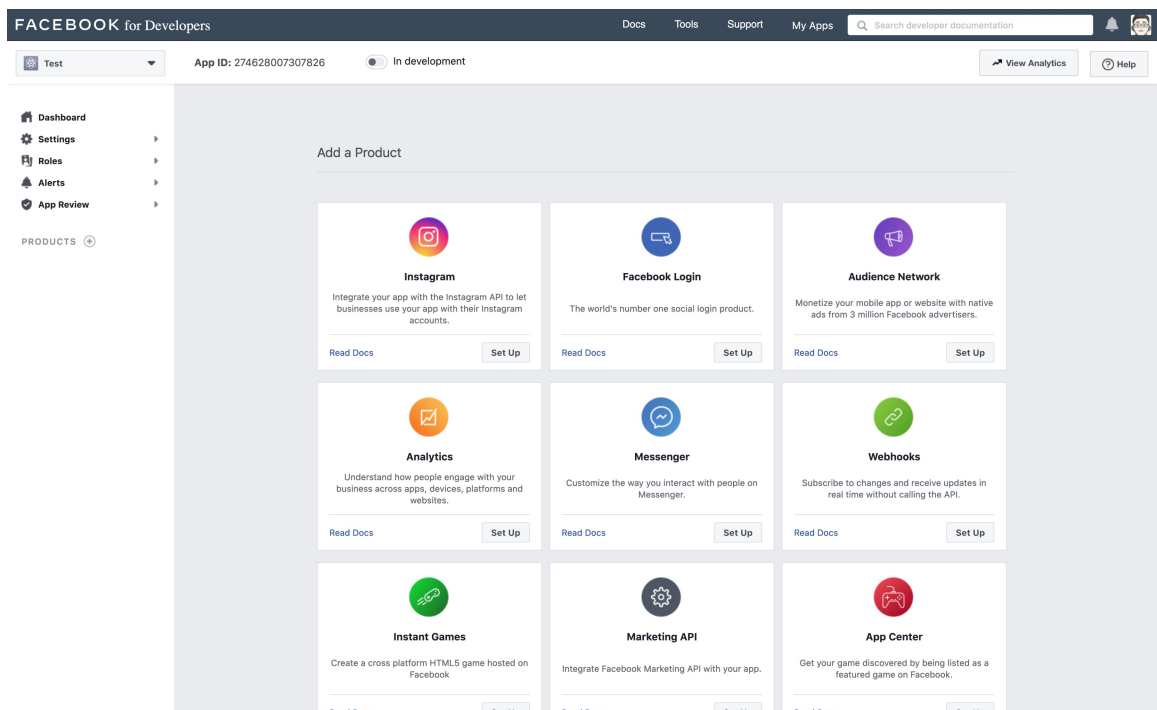 FACEBOOK for Developers
Docs
Tools
Support
My Apps
Search developer documentation
Test
App ID: 274628007307826
In development
View Analytics
Help
Dashboard
Settings
Roles
Alerts
App Review
PRODUCTS
Add a Product
Instagram
Integrate your app with the Instagram API to let
businesses use your app with their Instagram
accounts.
Read Docs
Set Up
Facebook Login
The world's number one social login product.
Read Docs
Set Up
Audience Network
Monetize your mobile app or website with native
ads from 3 million Facebook advertisers.
Read Docs
Set Up
Analytics
Understand how people engage with your
business across apps, devices, platforms and
websites.
Read Docs
Set Up
Messenger
Customize the way you interact with people on
Messenger.
Read Docs
Set Up
Webhooks
Subscribe to changes and receive updates in
real time without calling the API.
Read Docs
Set Up
Instant Games
Create a cross platform HTML5 game hosted on
Facebook
Marketing API
Integrate Facebook Marketing API with your app.
App Center
Get your game discovered by being listed as a
featured game on Facebook.